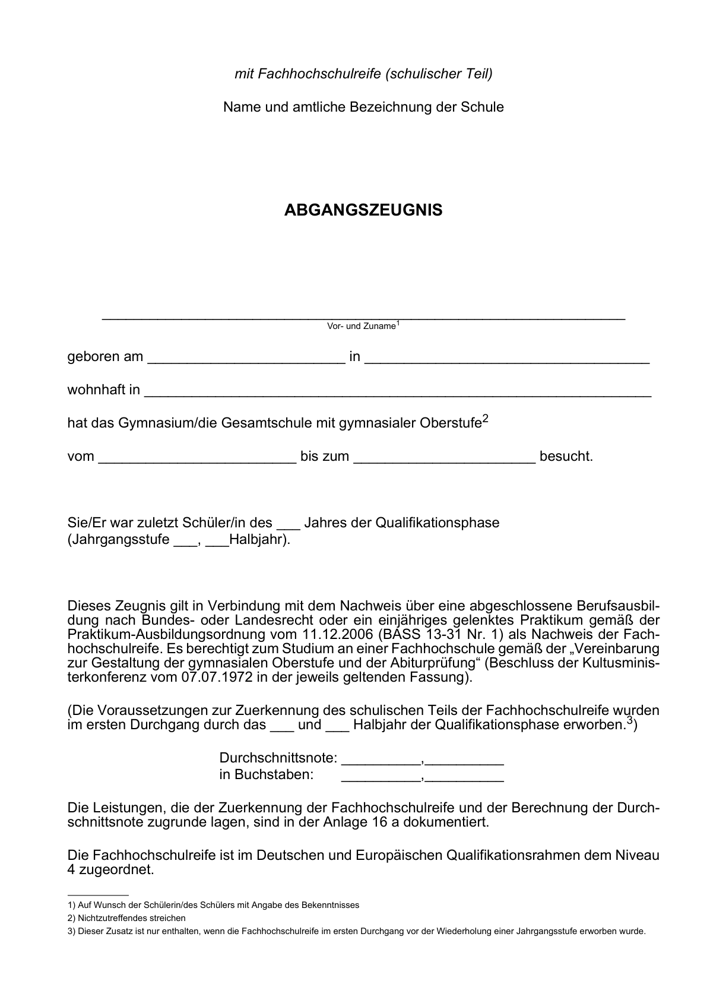 mit Fachhochschulreife (schulischer Teil)
Name und amtliche Bezeichnung der Schule
ABGANGSZEUGNIS
__________________________________________________________________
Vor- und Zuname1
geboren am _________________________ in ____________________________________
wohnhaft in ________________________________________________________________
hat das Gymnasium/die Gesamtschule mit gymnasialer Oberstufe2
vom _________________________ bis zum _______________________ besucht.
Sie/Er war zuletzt Schüler/in des ___ Jahres der Qualifikationsphase
(Jahrgangsstufe ___, ___Halbjahr).
Dieses Zeugnis gilt in Verbindung mit dem Nachweis über eine abgeschlossene Berufsausbil-
dung nach Bundes- oder Landesrecht oder ein einjähriges gelenktes Praktikum gemäß der
Praktikum-Ausbildungsordnung vom 11.12.2006 (BASS 13-31 Nr. 1) als Nachweis der Fach-
hochschulreife. Es berechtigt zum Studium an einer Fachhochschule gemäß der „Vereinbarung
zur Gestaltung der gymnasialen Oberstufe und der Abiturprüfung“ (Beschluss der Kultusminis-
terkonferenz vom 07.07.1972 in der jeweils geltenden Fassung).
(Die Voraussetzungen zur Zuerkennung des schulischen Teils der Fachhochschulreife wurden
im ersten Durchgang durch das ___ und ___ Halbjahr der Qualifikationsphase erworben.3)
Durchschnittsnote: __________,__________
in Buchstaben: __________,__________
Die Leistungen, die der Zuerkennung der Fachhochschulreife und der Berechnung der Durch-
schnittsnote zugrunde lagen, sind in der Anlage 16 a dokumentiert.
Die Fachhochschulreife ist im Deutschen und Europäischen Qualifikationsrahmen dem Niveau
4 zugeordnet.
1) Auf Wunsch der Schülerin/des Schülers mit Angabe des Bekenntnisses
2) Nichtzutreffendes streichen
3) Dieser Zusatz ist nur enthalten, wenn die Fachhochschulreife im ersten Durchgang vor der Wiederholung einer Jahrgangsstufe erworben wurde.